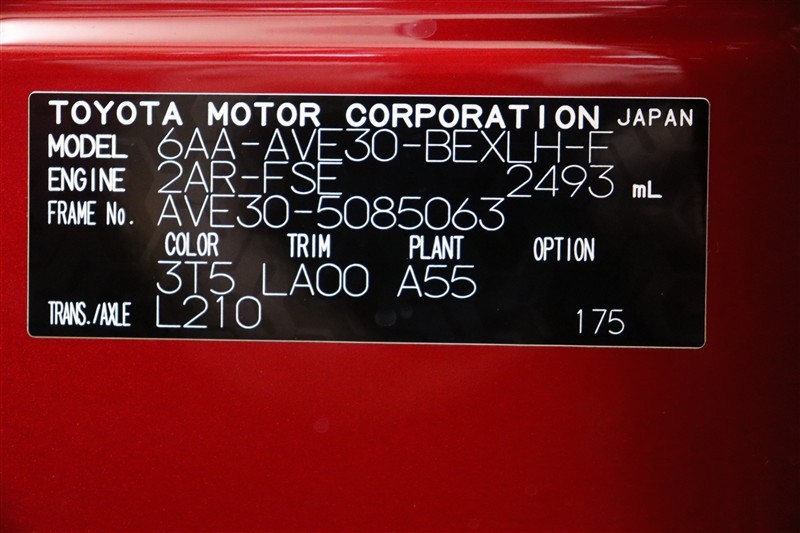 TOYOTA MOTOR CORPORATION JAPAN
MODEL 6AA-AVE30-BEXLH-F
ENGINE 2AR-FSE 2493 mL
FRAME No. AVE30-5085063
COLOR TRIM PLANT OPTION
3T5 LA00 A55
TRANS./AXLE L210 175